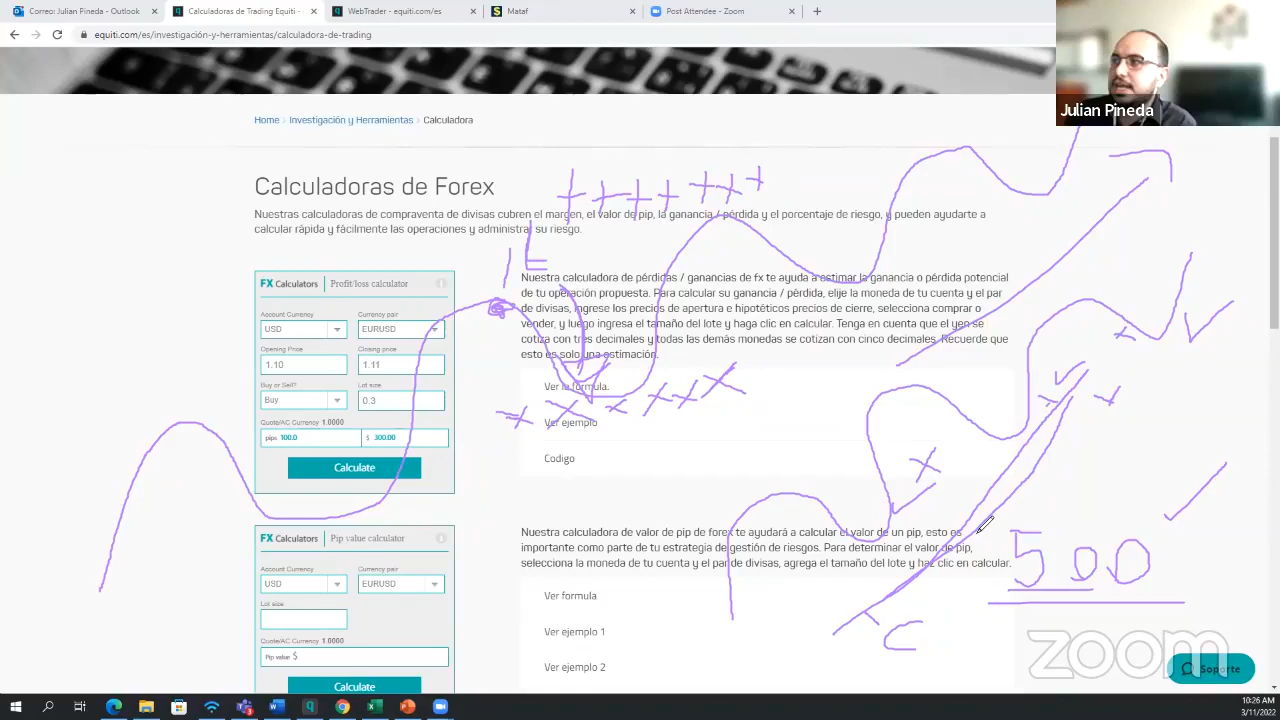 Correo: Julian Pineda - Outlook
Calculadoras de Trading Equiti -
WebTrader - equiti.com/es
Mataf
Post Attendee - Zoom
equiti.com/es/investigación-y-herramientas/calculadora-de-trading
Julian Pineda
Home > Investigación y Herramientas > Calculadora
Calculadoras de Forex
Nuestras calculadoras de compraventa de divisas cubren el margen, el valor de pip, la ganancia / pérdida y el porcentaje de riesgo, y pueden ayudarte a
calcular rápida y fácilmente las operaciones y administrar su riesgo.
FX Calculators | Profit/loss calculator
Account Currency
Currency pair
USD
EURUSD
Opening Price
Closing price
1.10
1.11
Buy or Sell?
Lot size
Buy
0.3
Quote/AC Currency 1.0000
pips 100.0
$ 300.00
Calculate
Nuestra calculadora de pérdidas / ganancias de fx te ayuda a estimar la ganancia o pérdida potencial
de tu operación propuesta. Para calcular su ganancia / pérdida, elije la moneda de tu cuenta y el par
de divisas, ingrese los precios de apertura e hipotéticos precios de cierre, selecciona comprar o
vender, y luego ingresa el tamaño del lote y haga clic en calcular. Tenga en cuenta que el yen se
cotiza con tres decimales y todas las demás monedas se cotizan con cinco decimales. Recuerde que
esto es solo una estimación.
Ver la fórmula.
Ver ejemplo
Codigo
FX Calculators | Pip value calculator
Account Currency
Currency pair
USD
EURUSD
Lot size
Quote/AC Currency 1.0000
Pip value $
Calculate
Nuestra calculadora de valor de pip de forex te ayudará a calcular el valor de un pip, esto es
importante como parte de tu estrategia de gestión de riesgos. Para determinar el valor de pip,
selecciona la moneda de tu cuenta y el par de divisas, agrega el tamaño del lote y haz clic en calcular.
Ver formula
Ver ejemplo 1
Ver ejemplo 2
500
zoom
Soporte
10:26 AM
3/11/2022